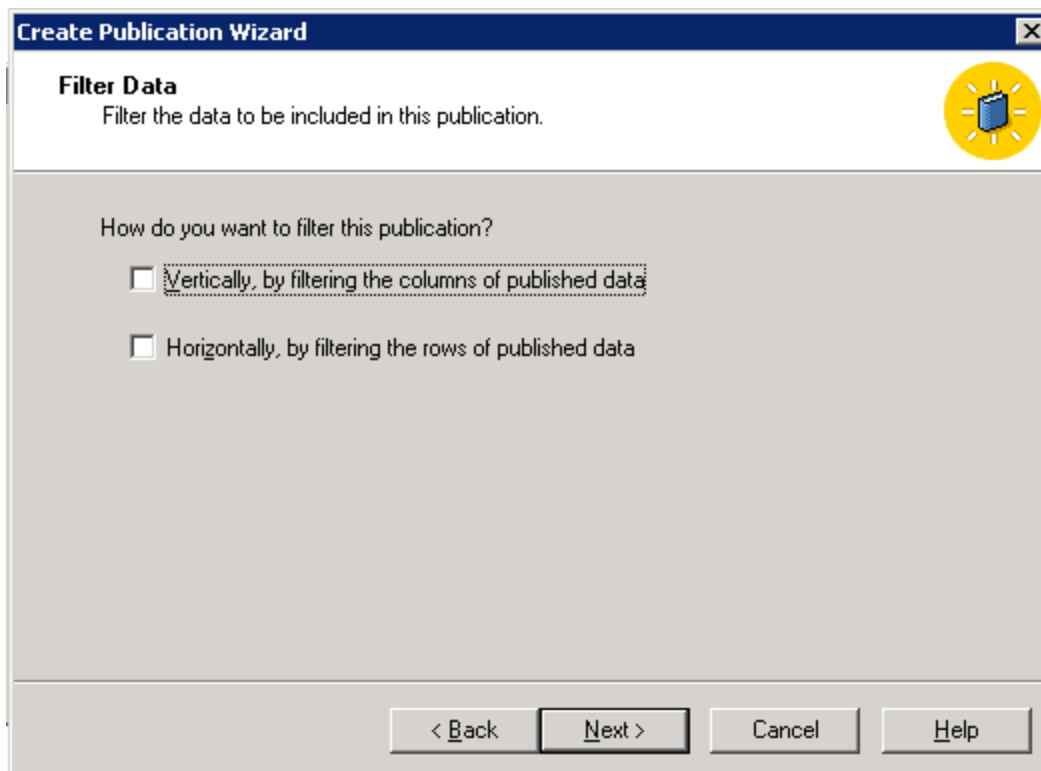 Create Publication Wizard
Filter Data
Filter the data to be included in this publication.
How do you want to filter this publication?
Vertically, by filtering the columns of published data
Horizontally, by filtering the rows of published data
< Back
Next >
Cancel
Help